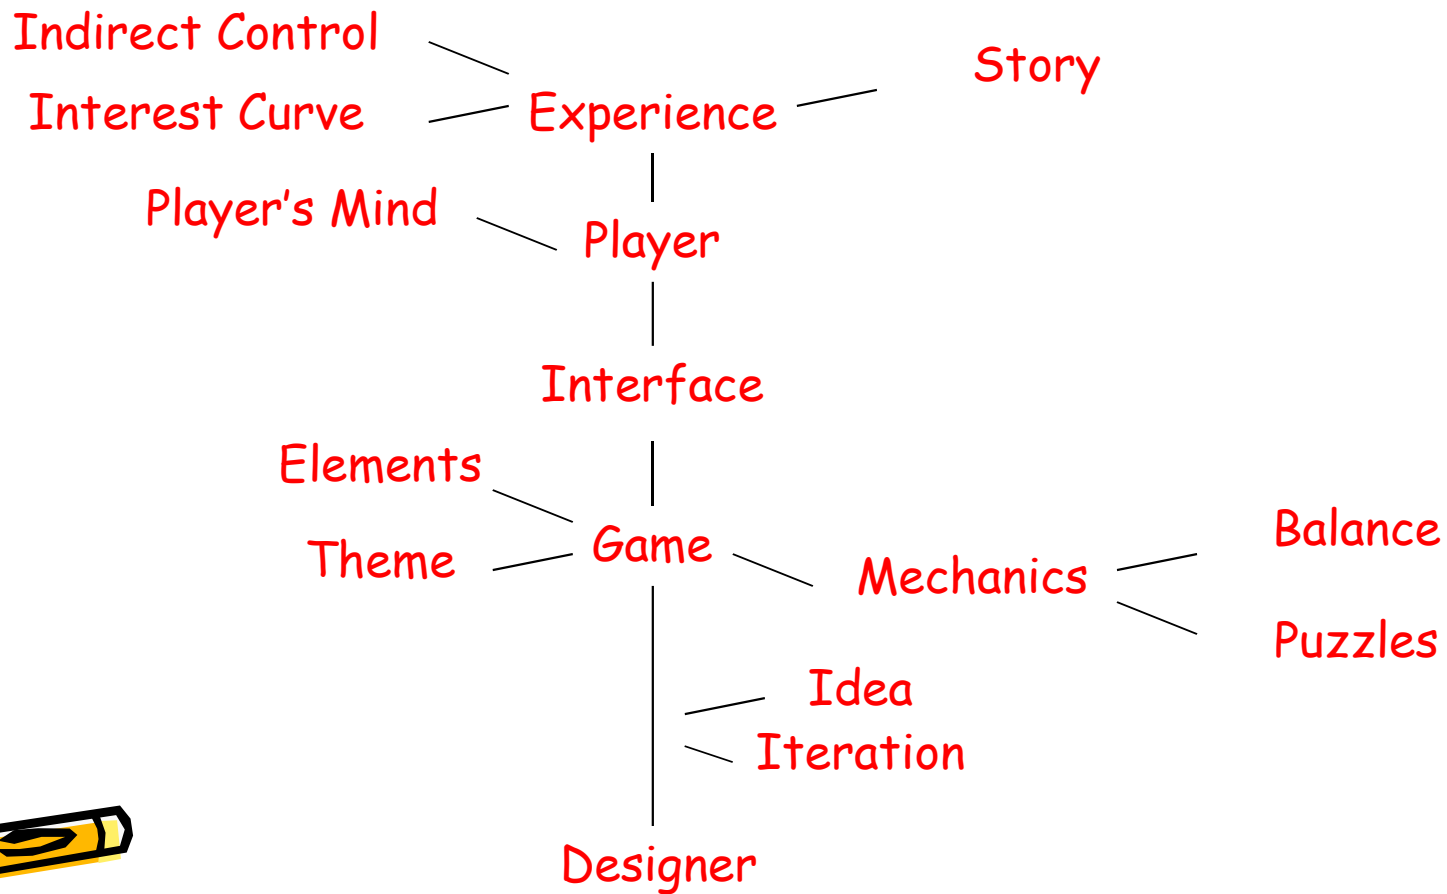 Indirect Control
Story
Interest Curve
Experience
Player's Mind
Player
Interface
Elements
Game
Theme
Mechanics
Balance
Puzzles
Idea
Iteration
Designer